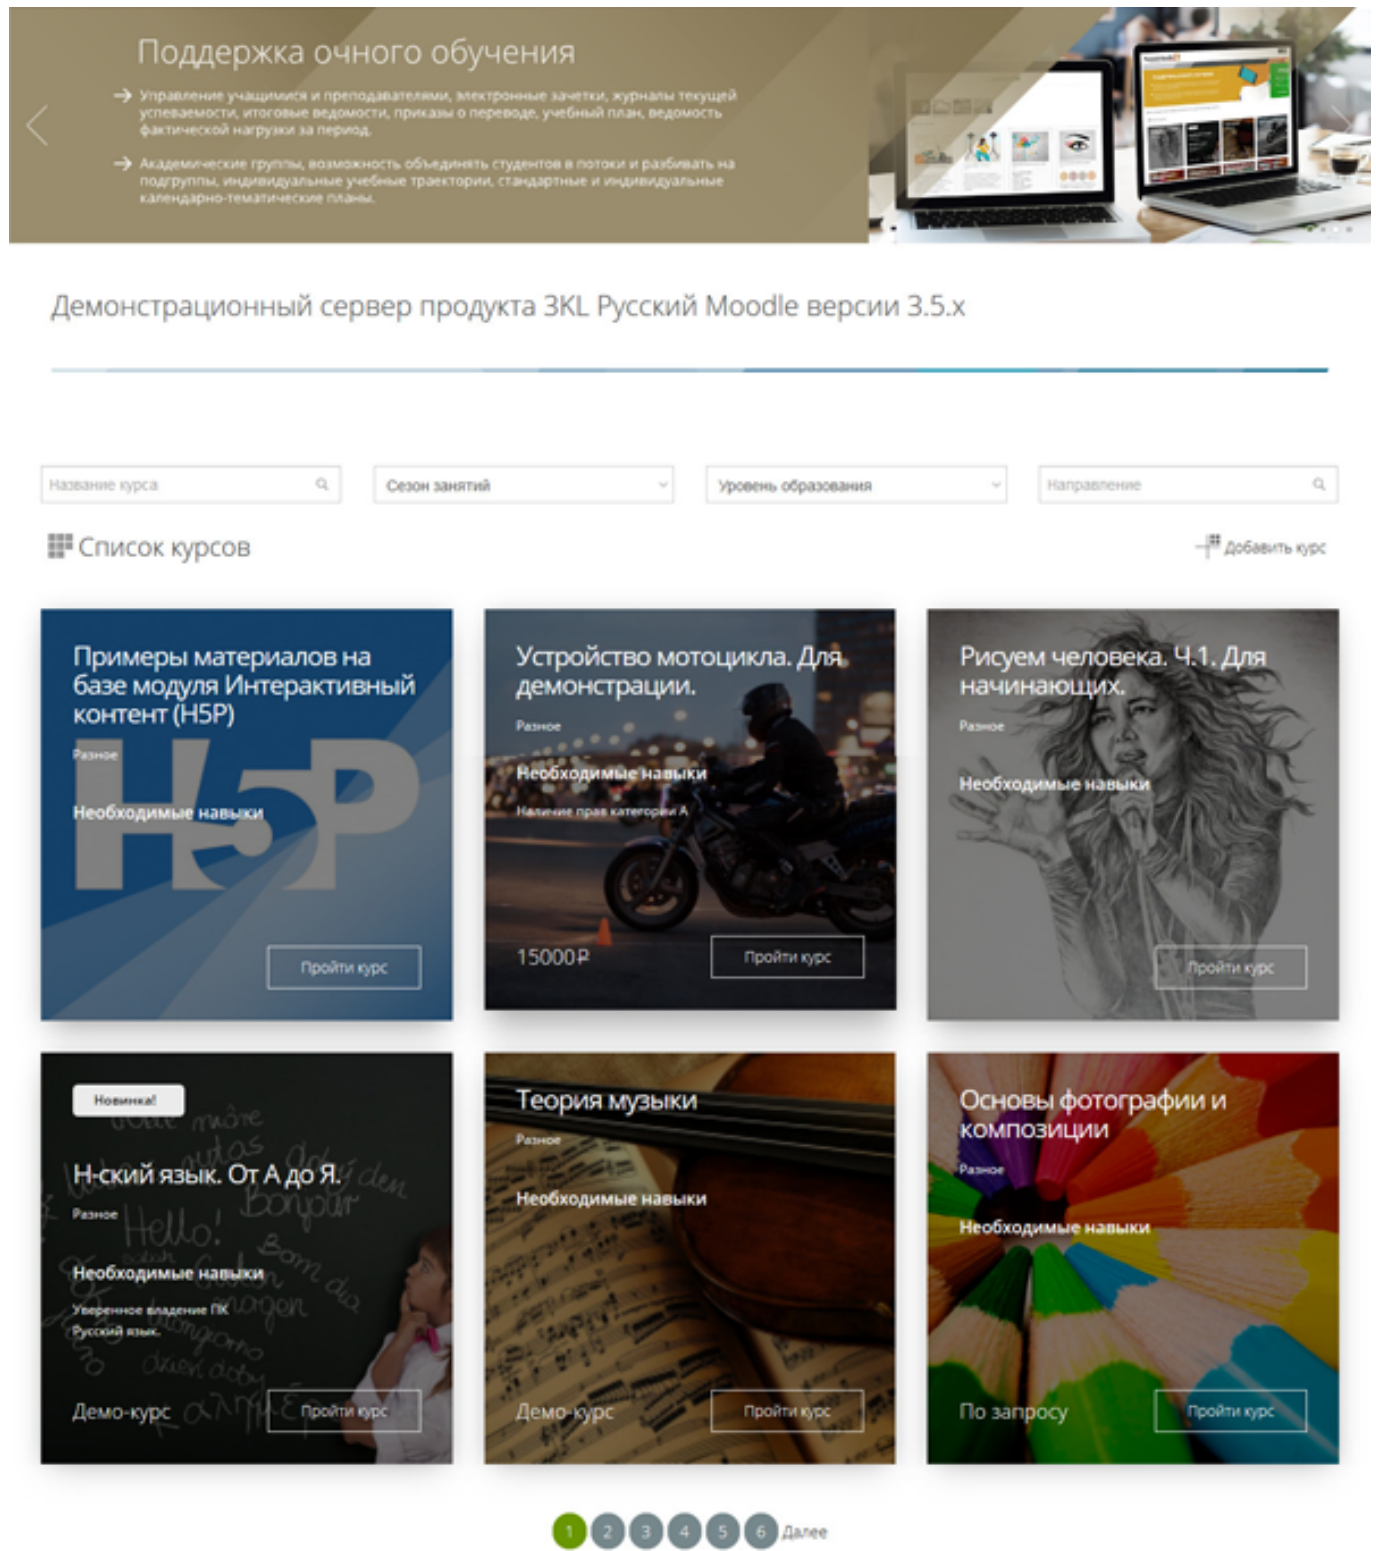 Поддержка очного обучения
Управление учащимися и преподавателями, электронные зачетки, журналы текущей
успеваемости, итоговые ведомости, приказы о переводе, учебный план, ведомость
фактической нагрузки за период.
Академические группы, возможность объединять студентов в потоки и разбивать на
подгруппы, индивидуальные учебные траектории, стандартные и индивидуальные
календарно-тематические планы.
Демонстрационный сервер продукта 3KL Русский Moodle версии 3.5.x
Название курса
Сезон занятий
Уровень образования
Направление
Список курсов
Добавить курс
Примеры материалов на
базе модуля Интерактивный
контент (H5P)
Разное
H5P
Необходимые навыки
Пройти курс
Устройство мотоцикла. Для
демонстрации.
Разное
Необходимые навыки
Наличие прав категории А
15000₽
Пройти курс
Рисуем человека. Ч.1. Для
начинающих.
Разное
Необходимые навыки
Пройти курс
Новинка!
Н-ский язык. От А до Я.
Разное
Hello!
Bonjour
Bom dia
Необходимые навыки
Уверенное владение ПК
Русский язык.
dzień doby
Демо-курс
Пройти курс
Теория музыки
Разное
Необходимые навыки
Демо-курс
Пройти курс
Основы фотографии и
композиции
Разное
Необходимые навыки
По запросу
Пройти курс
1 2 3 4 5 6 Далее